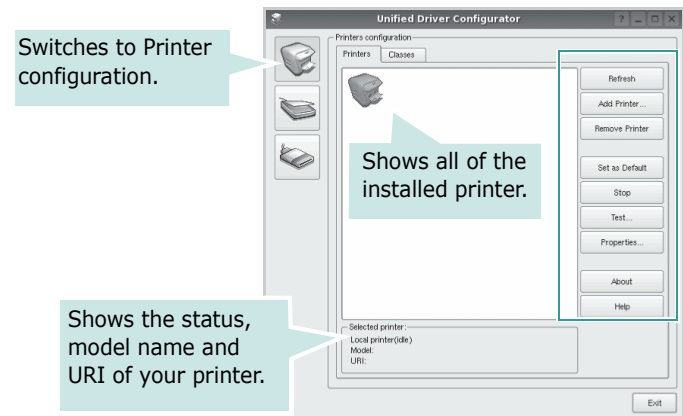 Unified Driver Configurator
Switches to Printer
configuration.
Printers configuration
Printers Classes
Refresh
Add Printer...
Remove Printer
Shows all of the
installed printer.
Set as Default
Stop
Test...
Properties...
About
Help
Shows the status,
model name and
URI of your printer.
Selected printer:
Local printer(idle)
Model:
URI:
Exit